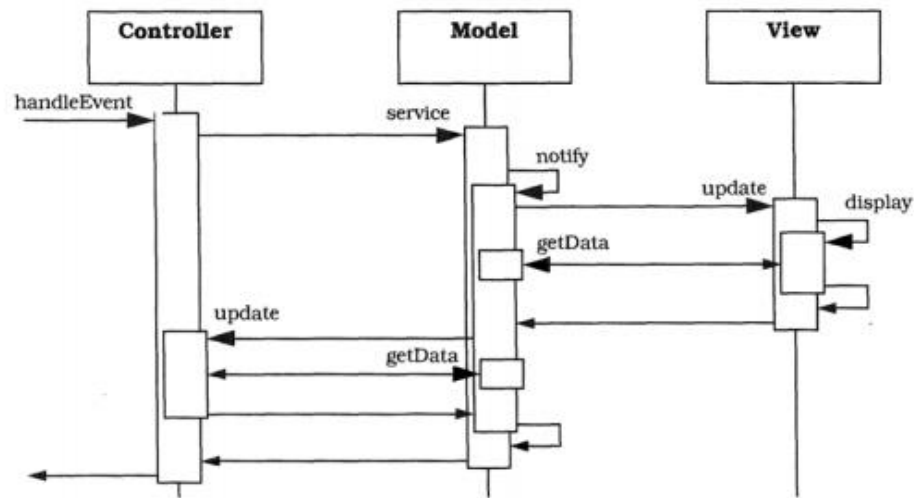 Controller
Model
View
handleEvent
service
notify
update
display
getData
update
getData